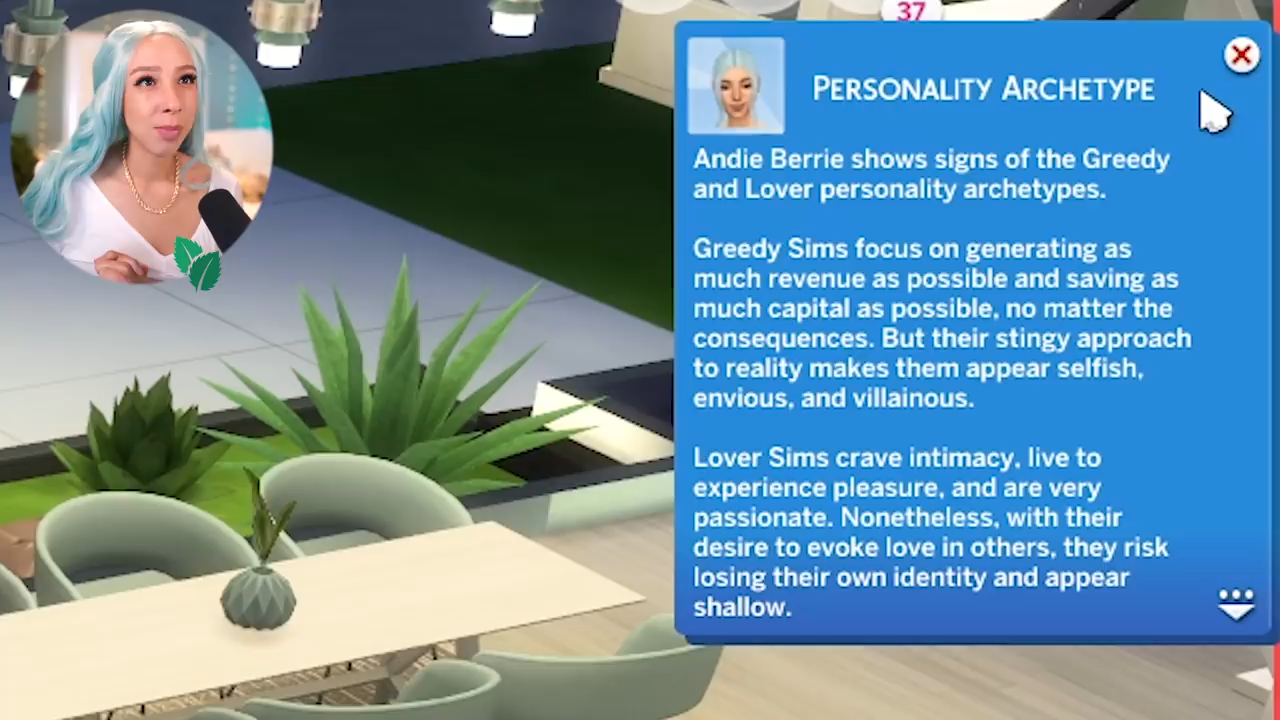 37
PERSONALITY ARCHETYPE
Andie Berrie shows signs of the Greedy
and Lover personality archetypes.
Greedy Sims focus on generating as
much revenue as possible and saving as
much capital as possible, no matter the
consequences. But their stingy approach
to reality makes them appear selfish,
envious, and villainous.
Lover Sims crave intimacy, live to
experience pleasure, and are very
passionate. Nonetheless, with their
desire to evoke love in others, they risk
losing their own identity and appear
shallow.